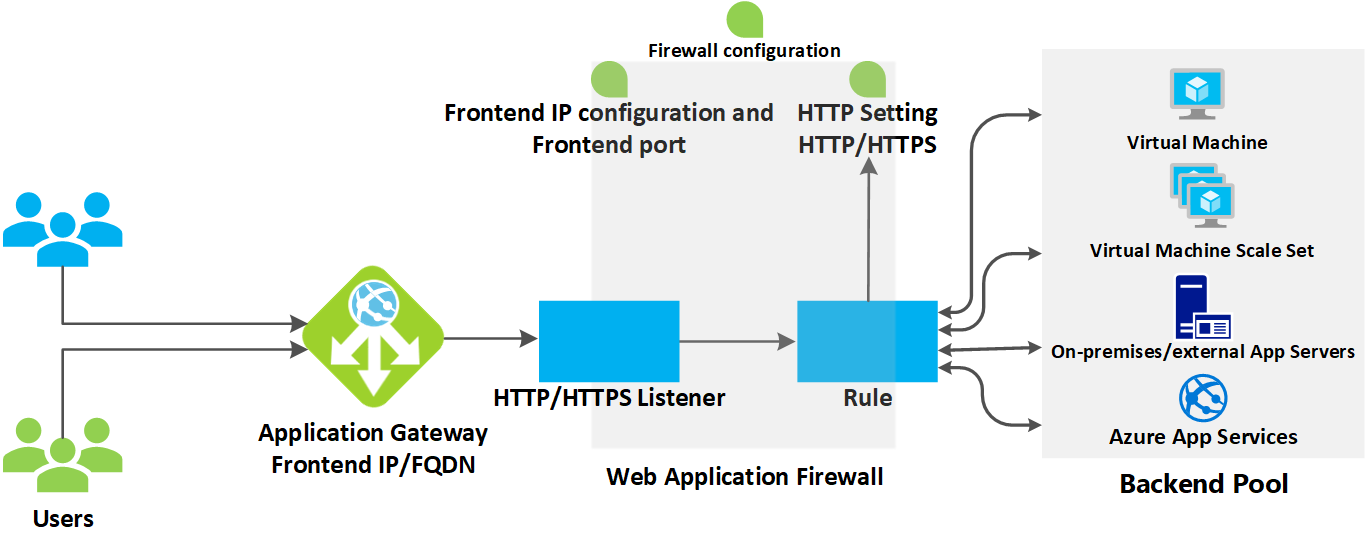 Firewall configuration
Frontend IP configuration and
Frontend port
HTTP Setting
HTTP/HTTPS
Virtual Machine
Virtual Machine Scale Set
On-premises/external App Servers
Azure App Services
Backend Pool
HTTP/HTTPS Listener
Rule
Application Gateway
Frontend IP/FQDN
Web Application Firewall
Users